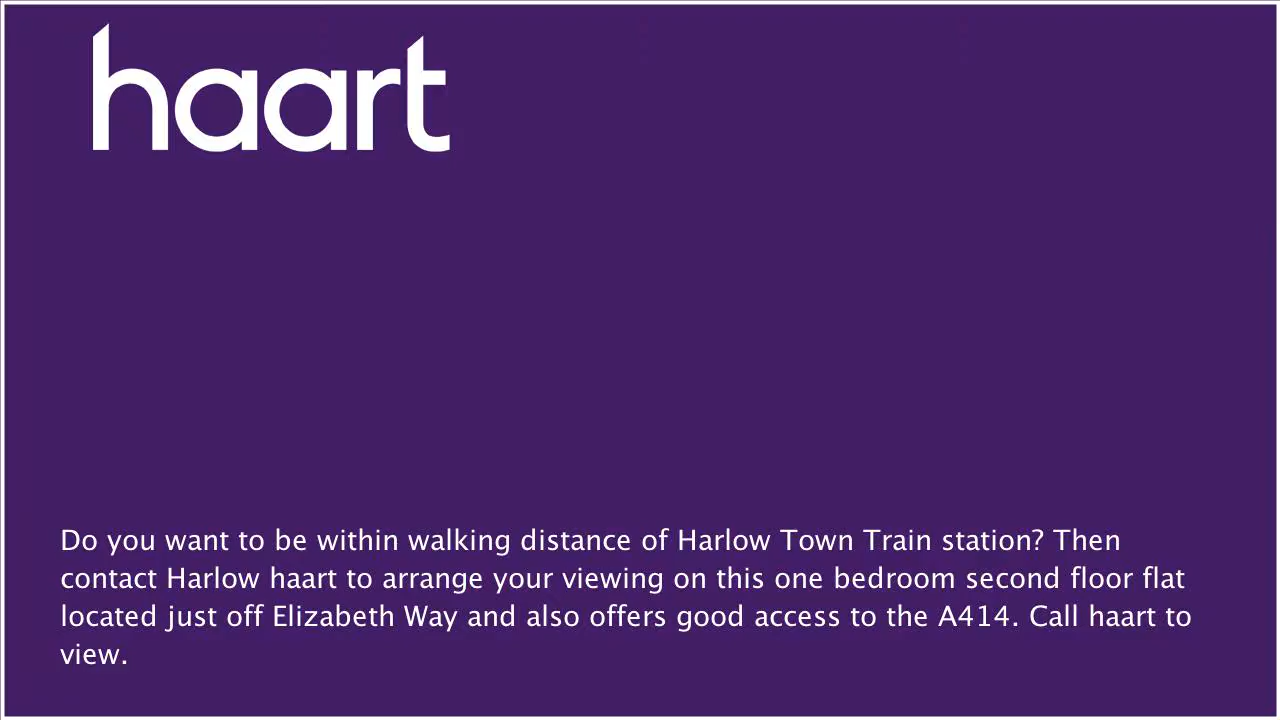 haart
Do you want to be within walking distance of Harlow Town Train station? Then
contact Harlow haart to arrange your viewing on this one bedroom second floor flat
located just off Elizabeth Way and also offers good access to the A414. Call haart to
view.